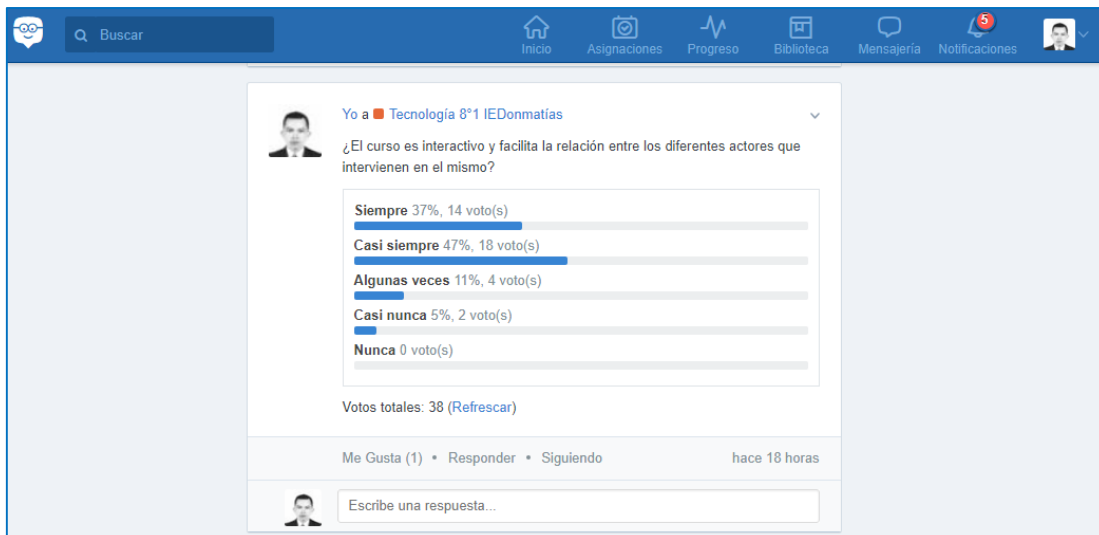 Buscar
Inicio
Asignaciones
Progreso
Biblioteca
Mensajería
5
Notificaciones
Yo a Tecnología 8°1 IEDonmatías
¿El curso es interactivo y facilita la relación entre los diferentes actores que
intervienen en el mismo?
Siempre 37%, 14 voto(s)
Casi siempre 47%, 18 voto(s)
Algunas veces 11%, 4 voto(s)
Casi nunca 5%, 2 voto(s)
Nunca 0 voto(s)
Votos totales: 38 (Refrescar)
Me Gusta (1) • Responder • Siguiendo
hace 18 horas
Escribe una respuesta...